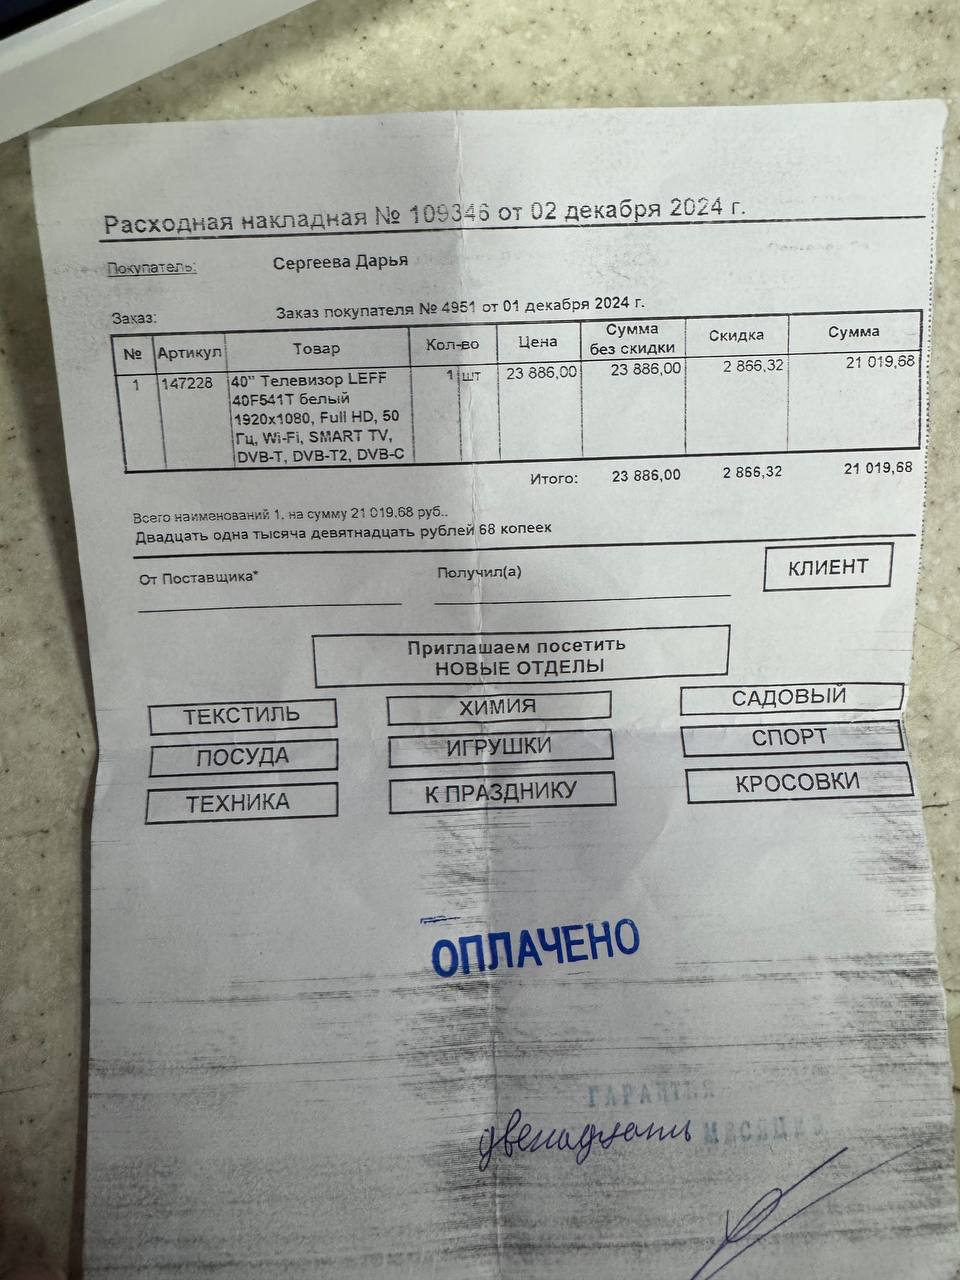 Расходная накладная № 109346 от 02 декабря 2024 г.
Покупатель: Сергеева Дарья
Заказ: Заказ покупателя № 4951 от 01 декабря 2024 г.
№ Артикул Товар Кол-во Цена Сумма без скидки Скидка Сумма
1 147228 40" Телевизор LEFF 1 шт 23 886,00 23 886,00 2 866,32 21 019,68
40F541T белый
1920x1080, Full HD, 50
Гц, Wi-Fi, SMART TV,
DVB-T, DVB-T2, DVB-C
Итого: 23 886,00 2 866,32 21 019,68
Всего наименований 1, на сумму 21 019,68 руб..
Двадцать одна тысяча девятнадцать рублей 68 копеек
От Поставщика* Получил(а) КЛИЕНТ
Приглашаем посетить
НОВЫЕ ОТДЕЛЫ
ТЕКСТИЛЬ ХИМИЯ САДОВЫЙ
ПОСУДА ИГРУШКИ СПОРТ
ТЕХНИКА К ПРАЗДНИКУ КРОСОВКИ
ОПЛАЧЕНО
ГАРАНТИЯ
двенадцать МЕСЯЦЕВ